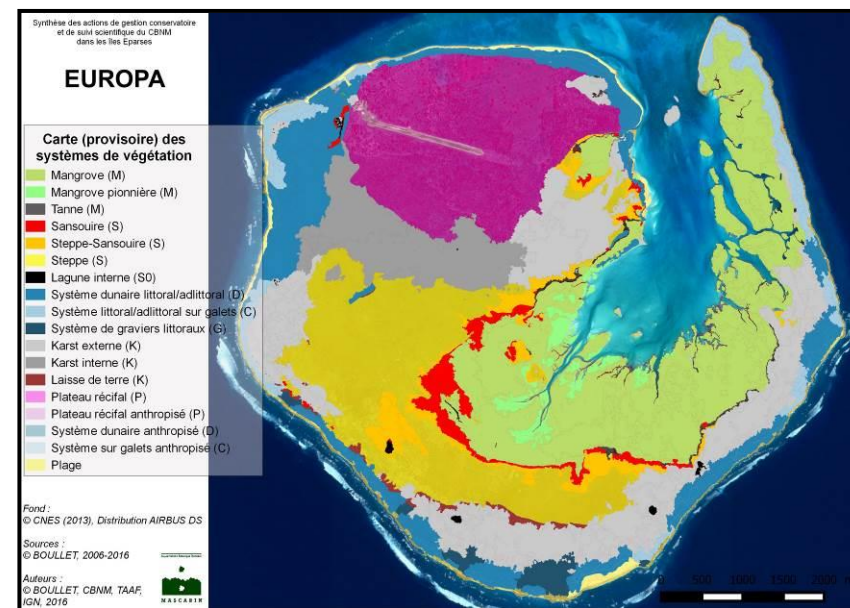 Synthèse des actions de gestion conservatoire
et de suivi scientifique du CBNM
dans les îles Eparses
EUROPA
Carte (provisoire) des
systèmes de végétation
Mangrove (M)
Mangrove pionnière (M)
Tanne (M)
Sansouire (S)
Steppe-Sansouire (S)
Steppe (S)
Lagune interne (S0)
Système dunaire littoral/adlittoral (D)
Système littoral/adlittoral sur galets (C)
Système de graviers littoraux (G)
Karst externe (K)
Karst interne (K)
Laisse de terre (K)
Plateau récifal (P)
Plateau récifal anthropisé (P)
Système dunaire anthropisé (D)
Système sur galets anthropisé (C)
Plage
Fond :
© CNES (2013), Distribution AIRBUS DS
Sources :
© BOULLET, 2006-2016
Auteurs :
© BOULLET, CBNM, TAAF,
IGN, 2016
MASCARIN
0 500 1000 1500 2000